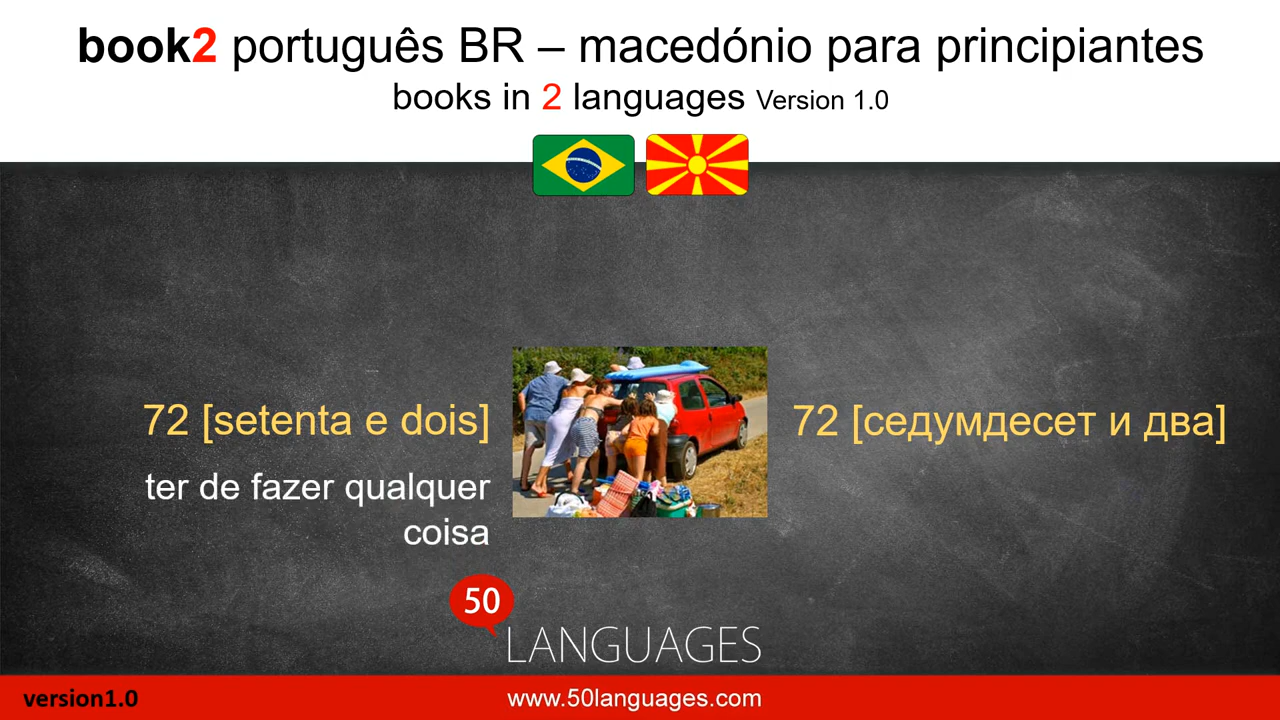 book2 português BR – macedónio para principiantes
books in 2 languages Version 1.0
72 [setenta e dois]
ter de fazer qualquer
coisa
72 [седумдесет и два]
50
LANGUAGES
version1.0
www.50languages.com